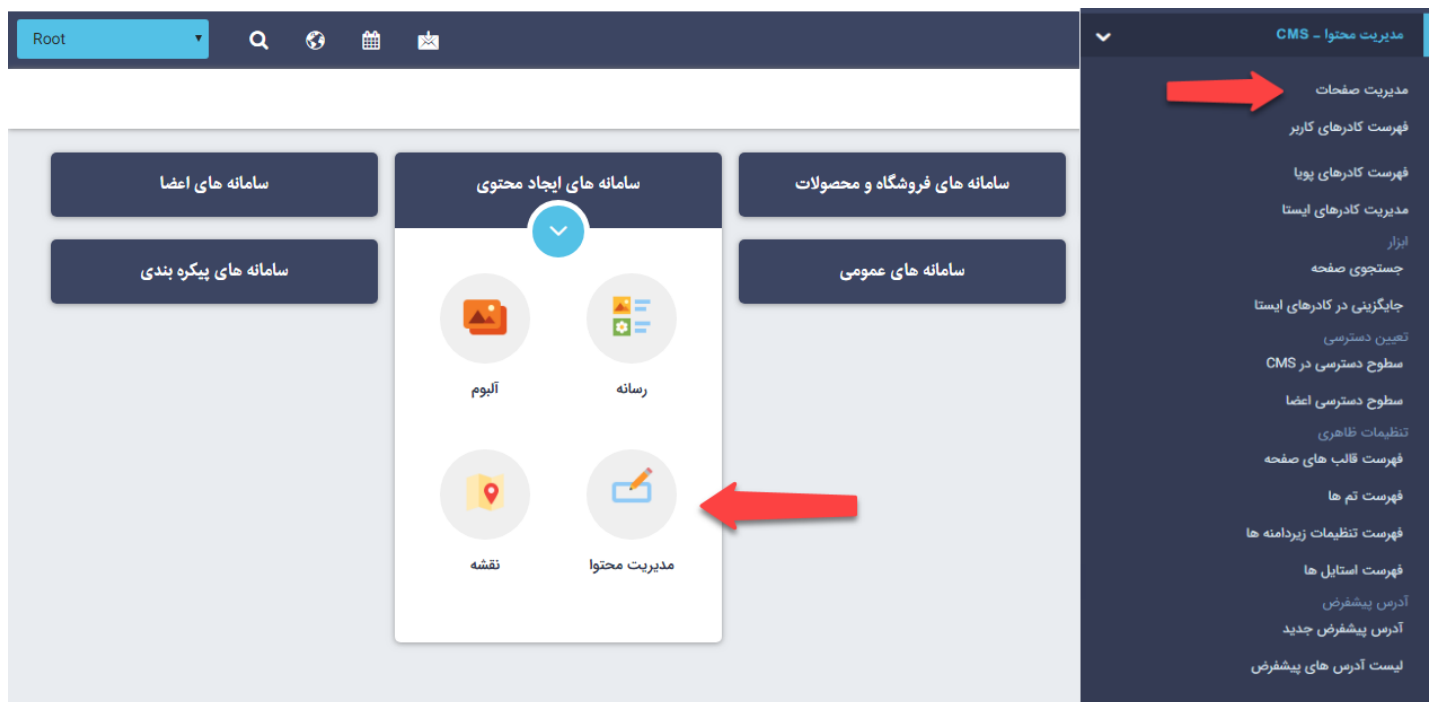 Root
مدیریت محتوا - CMS
مدیریت صفحات
فهرست کادرهای کاربر
فهرست کادرهای پویا
مدیریت کادرهای ایستا
ابزار
جستجوی صفحه
جایگزینی در کادرهای ایستا
تعیین دسترسی
سطوح دسترسی در CMS
سطوح دسترسی اعضا
تنظیمات ظاهری
فهرست قالب های صفحه
فهرست تم ها
فهرست تنظیمات زیردامنه ها
فهرست استایل ها
آدرس پیشفرض
آدرس پیشفرض جدید
لیست آدرس های پیشفرض
سامانه های فروشگاه و محصولات
سامانه های ایجاد محتوی
سامانه های اعضا
سامانه های عمومی
سامانه های پیکره بندی
رسانه
آلبوم
مدیریت محتوا
نقشه